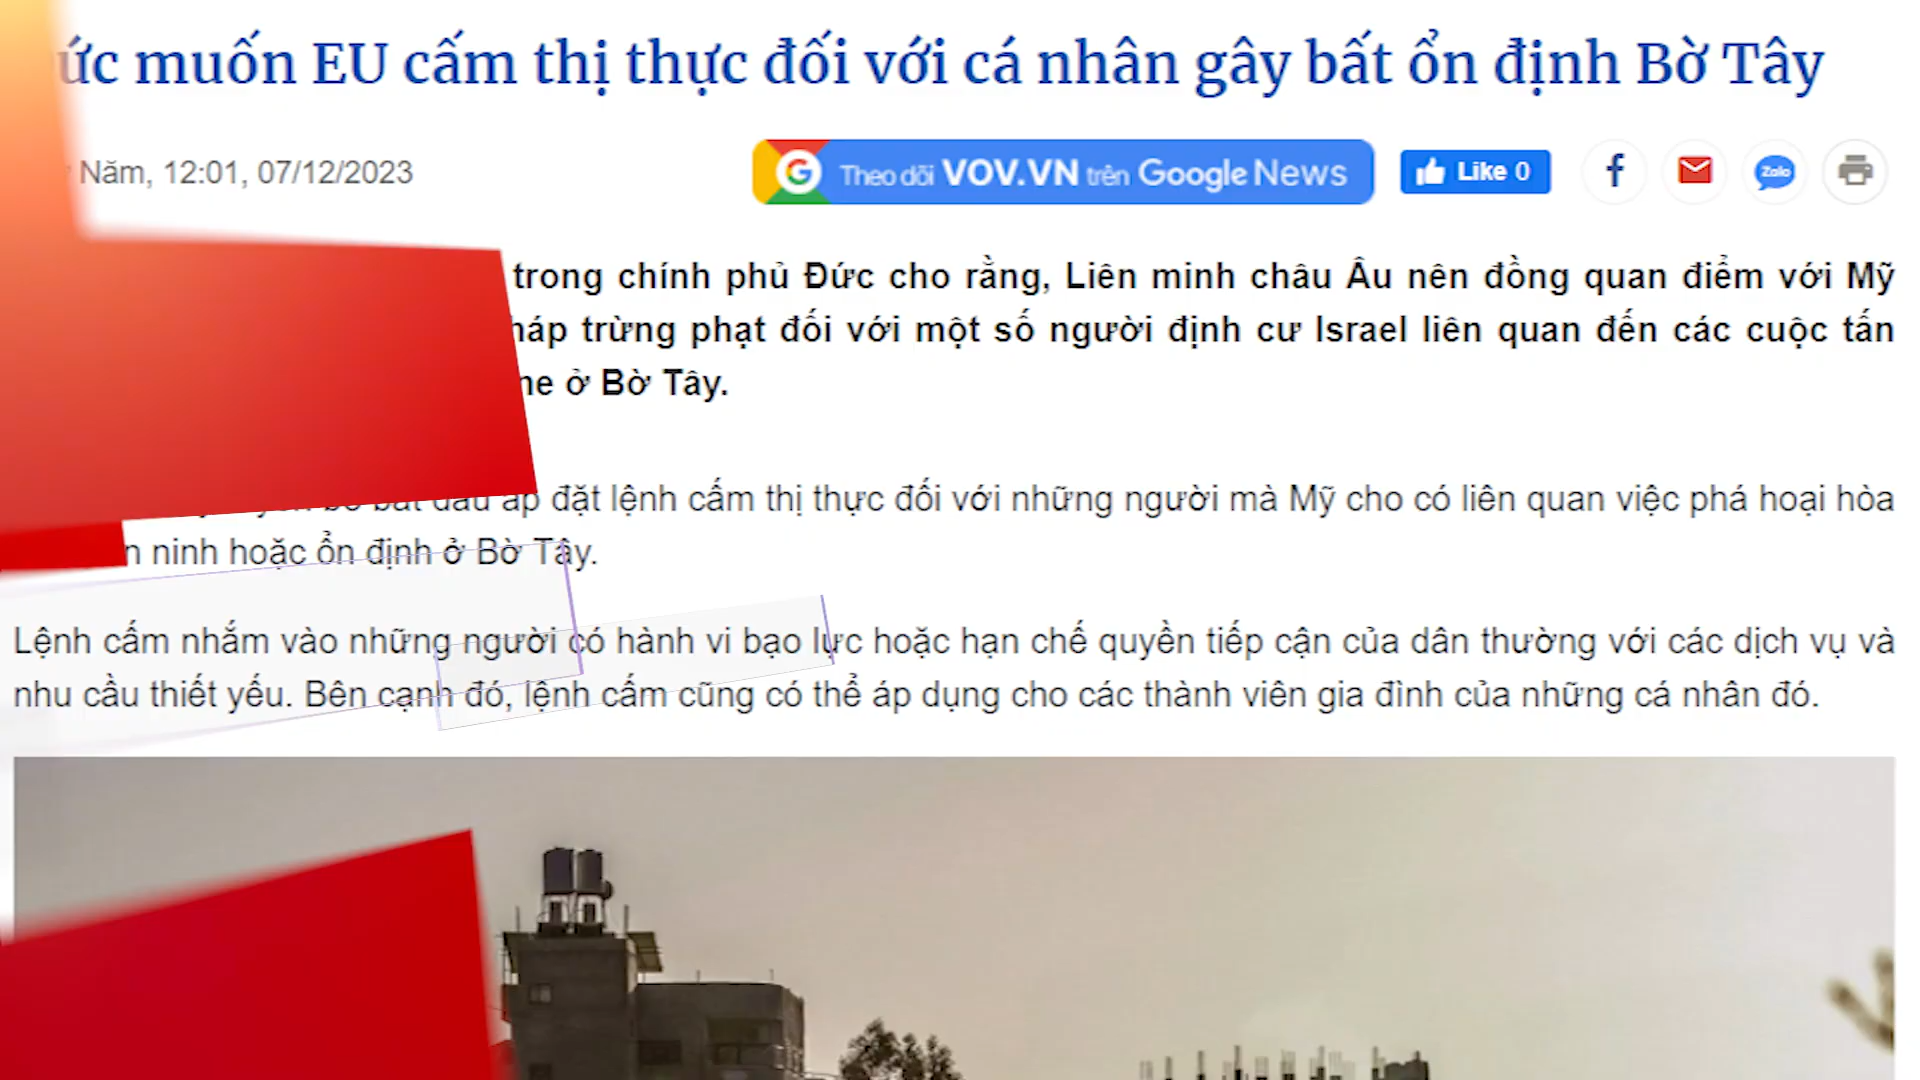 muốn EU cấm thị thực đối với cá nhân gây bất ổn định Bờ Tây
Năm, 12:01, 07/12/2023
Theo dõi VOV.VN trên Google News
Like 0
Zalo
trong chính phủ Đức cho rằng, Liên minh châu Âu nên đồng quan điểm với Mỹ
trừng phạt đối với một số người định cư Israel liên quan đến các cuộc tấn
ở Bờ Tây.
đặt lệnh cấm thị thực đối với những người mà Mỹ cho có liên quan việc phá hoại hòa
ninh hoặc ổn định ở Bờ Tây.
Lệnh cấm nhắm vào những người có hành vi bạo lực hoặc hạn chế quyền tiếp cận của dân thường với các dịch vụ và
nhu cầu thiết yếu. Bên cạnh đó, lệnh cấm cũng có thể áp dụng cho các thành viên gia đình của những cá nhân đó.